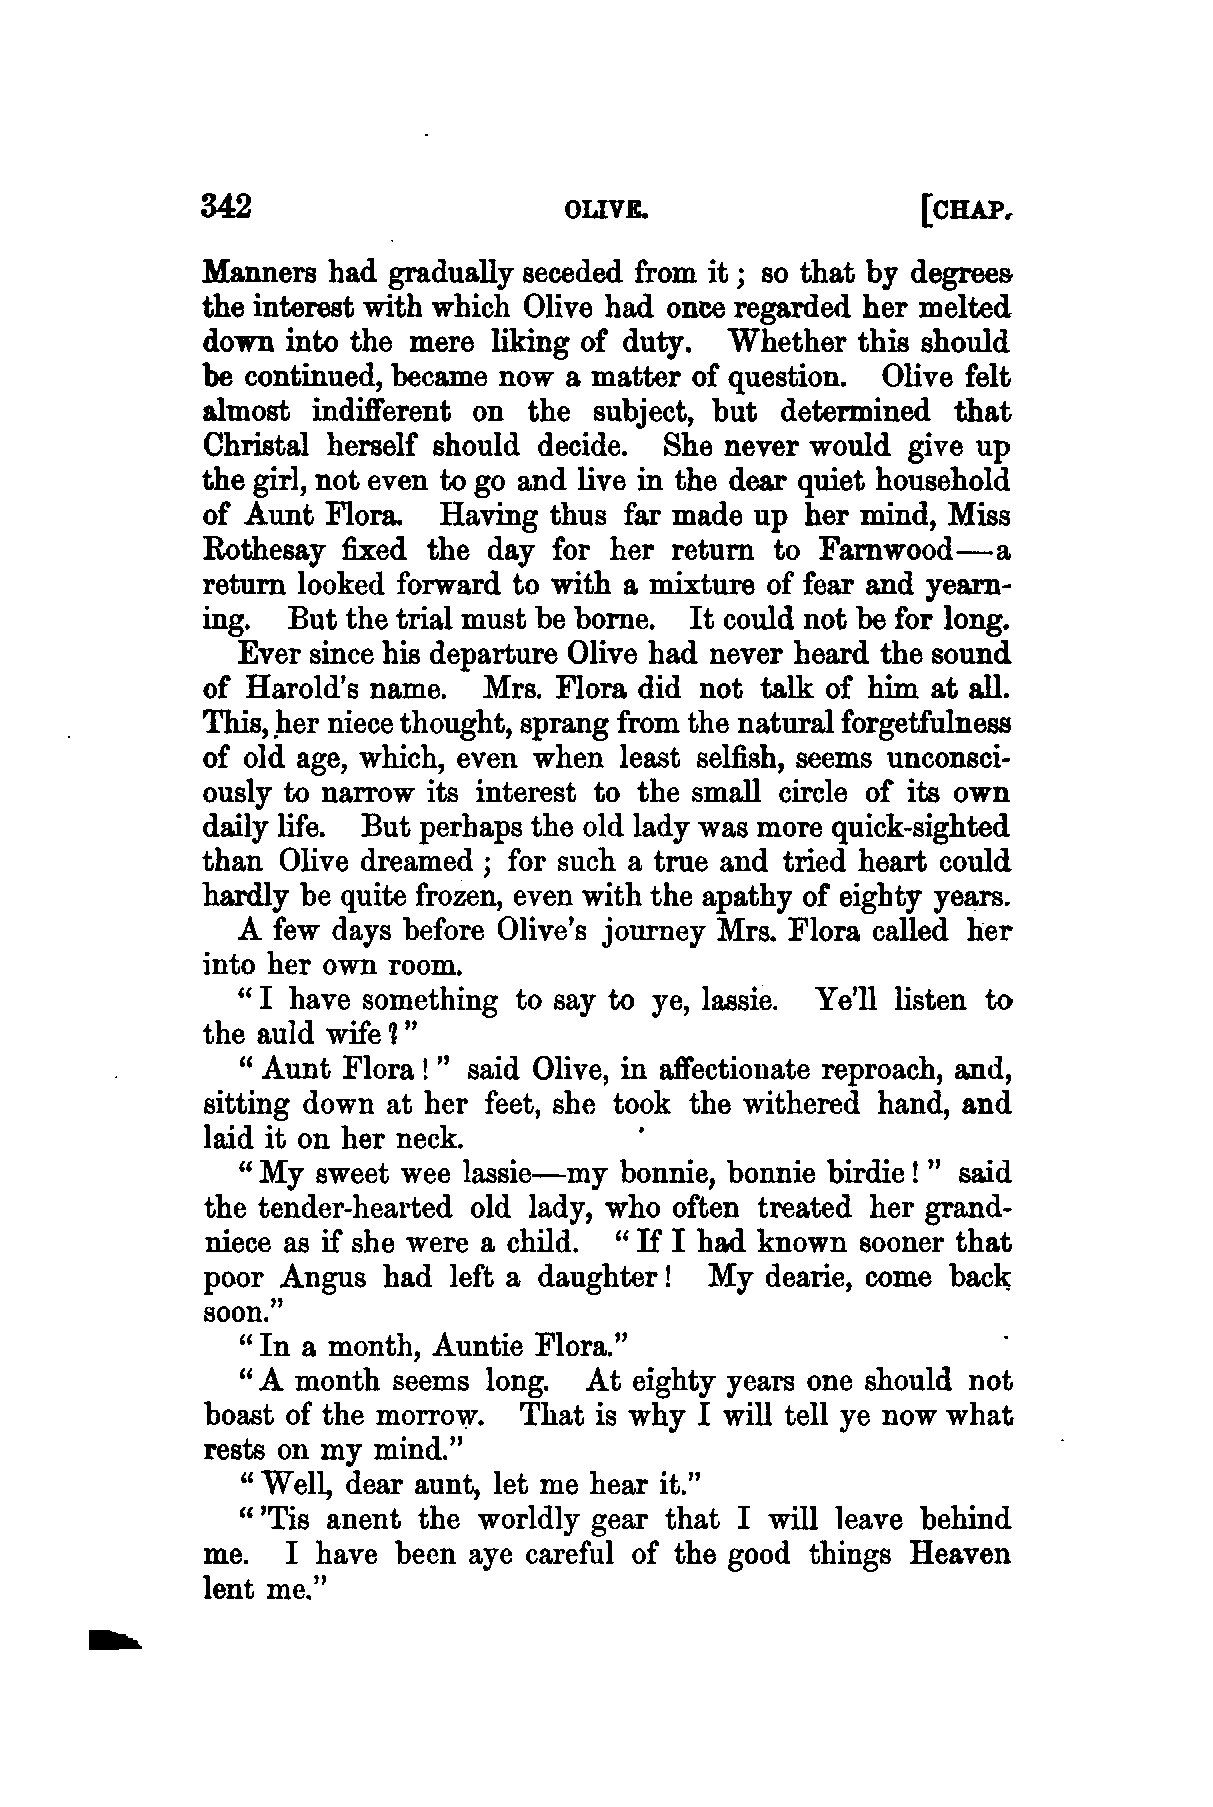 342 OLIVE. [CHAP.
Manners had gradually seceded from it ; so that by degrees
the interest with which Olive had once regarded her melted
down into the mere liking of duty. Whether this should
be continued, became now a matter of question. Olive felt
almost indifferent on the subject, but determined that
Christal herself should decide. She never would give up
the girl, not even to go and live in the dear quiet household
of Aunt Flora. Having thus far made up her mind, Miss
Rothesay fixed the day for her return to Farnwood—a
return looked forward to with a mixture of fear and yearn-
ing. But the trial must be borne. It could not be for long.
Ever since his departure Olive had never heard the sound
of Harold's name. Mrs. Flora did not talk of him at all.
This, her niece thought, sprang from the natural forgetfulness
of old age, which, even when least selfish, seems unconsci-
ously to narrow its interest to the small circle of its own
daily life. But perhaps the old lady was more quick-sighted
than Olive dreamed ; for such a true and tried heart could
hardly be quite frozen, even with the apathy of eighty years.
A few days before Olive's journey Mrs. Flora called her
into her own room.
" I have something to say to ye, lassie. Ye'll listen to
the auld wife ? "
" Aunt Flora ! " said Olive, in affectionate reproach, and,
sitting down at her feet, she took the withered hand, and
laid it on her neck.
" My sweet wee lassie—my bonnie, bonnie birdie ! " said
the tender-hearted old lady, who often treated her grand-
niece as if she were a child. " If I had known sooner that
poor Angus had left a daughter ! My dearie, come back
soon."
" In a month, Auntie Flora."
" A month seems long. At eighty years one should not
boast of the morrow. That is why I will tell ye now what
rests on my mind."
" Well, dear aunt, let me hear it."
" 'Tis anent the worldly gear that I will leave behind
me. I have been aye careful of the good things Heaven
lent me."